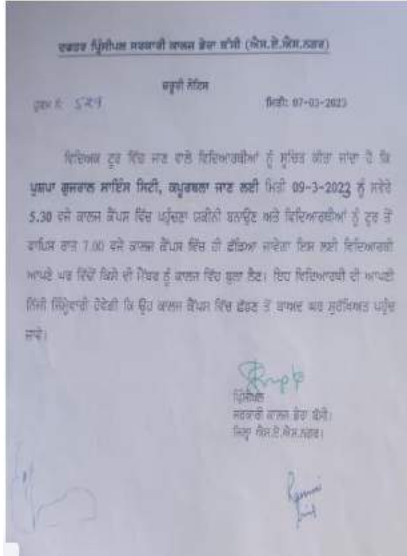 ਦਫਤਰ ਪ੍ਰਿੰਸੀਪਲ ਸਰਕਾਰੀ ਕਾਲਜ ਡੇਰਾ ਬੱਸੀ (ਐਸ.ਏ.ਐਸ.ਨਗਰ)
ਜ਼ਰੂਰੀ ਨੋਟਿਸ
ਮਿਤੀ: 07-03-2023
ਵਿਦਿਅਕ ਟੂਰ ਵਿੱਚ ਜਾਣ ਵਾਲੇ ਵਿਦਿਆਰਥੀਆਂ ਨੂੰ ਸੂਚਿਤ ਕੀਤਾ ਜਾਂਦਾ ਹੈ ਕਿ
ਪੁਸ਼ਪਾ ਗੁਜਰਾਲ ਸਾਇੰਸ ਸਿਟੀ, ਕਪੂਰਥਲਾ ਜਾਣ ਲਈ ਮਿਤੀ 09-3-2023 ਨੂੰ ਸਵੇਰੇ
5.30 ਵਜੇ ਕਾਲਜ ਕੈਂਪਸ ਵਿੱਚ ਪਹੁੰਚਣਾ ਯਕੀਨੀ ਬਨਾਉਣ ਅਤੇ ਵਿਦਿਆਰਥੀਆਂ ਨੂੰ ਟੂਰ ਤੋਂ
ਵਾਪਿਸ ਰਾਤ 7.00 ਵਜੇ ਕਾਲਜ ਕੈਂਪਸ ਵਿੱਚ ਹੀ ਛੱਡਿਆ ਜਾਵੇਗਾ ਇਸ ਲਈ ਵਿਦਿਆਰਥੀ
ਆਪਣੇ ਘਰ ਵਿੱਚੋਂ ਕਿਸੇ ਵੀ ਮੈਂਬਰ ਨੂੰ ਕਾਲਜ ਵਿੱਚ ਬੁਲਾ ਲੈਣ। ਇਹ ਵਿਦਿਆਰਥੀ ਦੀ ਆਪਣੀ
ਨਿੱਜੀ ਜਿੰਮੇਵਾਰੀ ਹੋਵੇਗੀ ਕਿ ਉਹ ਕਾਲਜ ਕੈਂਪਸ ਵਿੱਚ ਛੱਡਣ ਤੋਂ ਬਾਅਦ ਘਰ ਸੁਰੱਖਿਅਤ ਪਹੁੰਚ
ਜਾਵੇ।
ਪ੍ਰਿੰਸੀਪਲ
ਸਰਕਾਰੀ ਕਾਲਜ ਡੇਰਾ ਬੱਸੀ।
ਜ਼ਿਲ੍ਹਾ ਐਸ.ਏ.ਐਸ.ਨਗਰ।